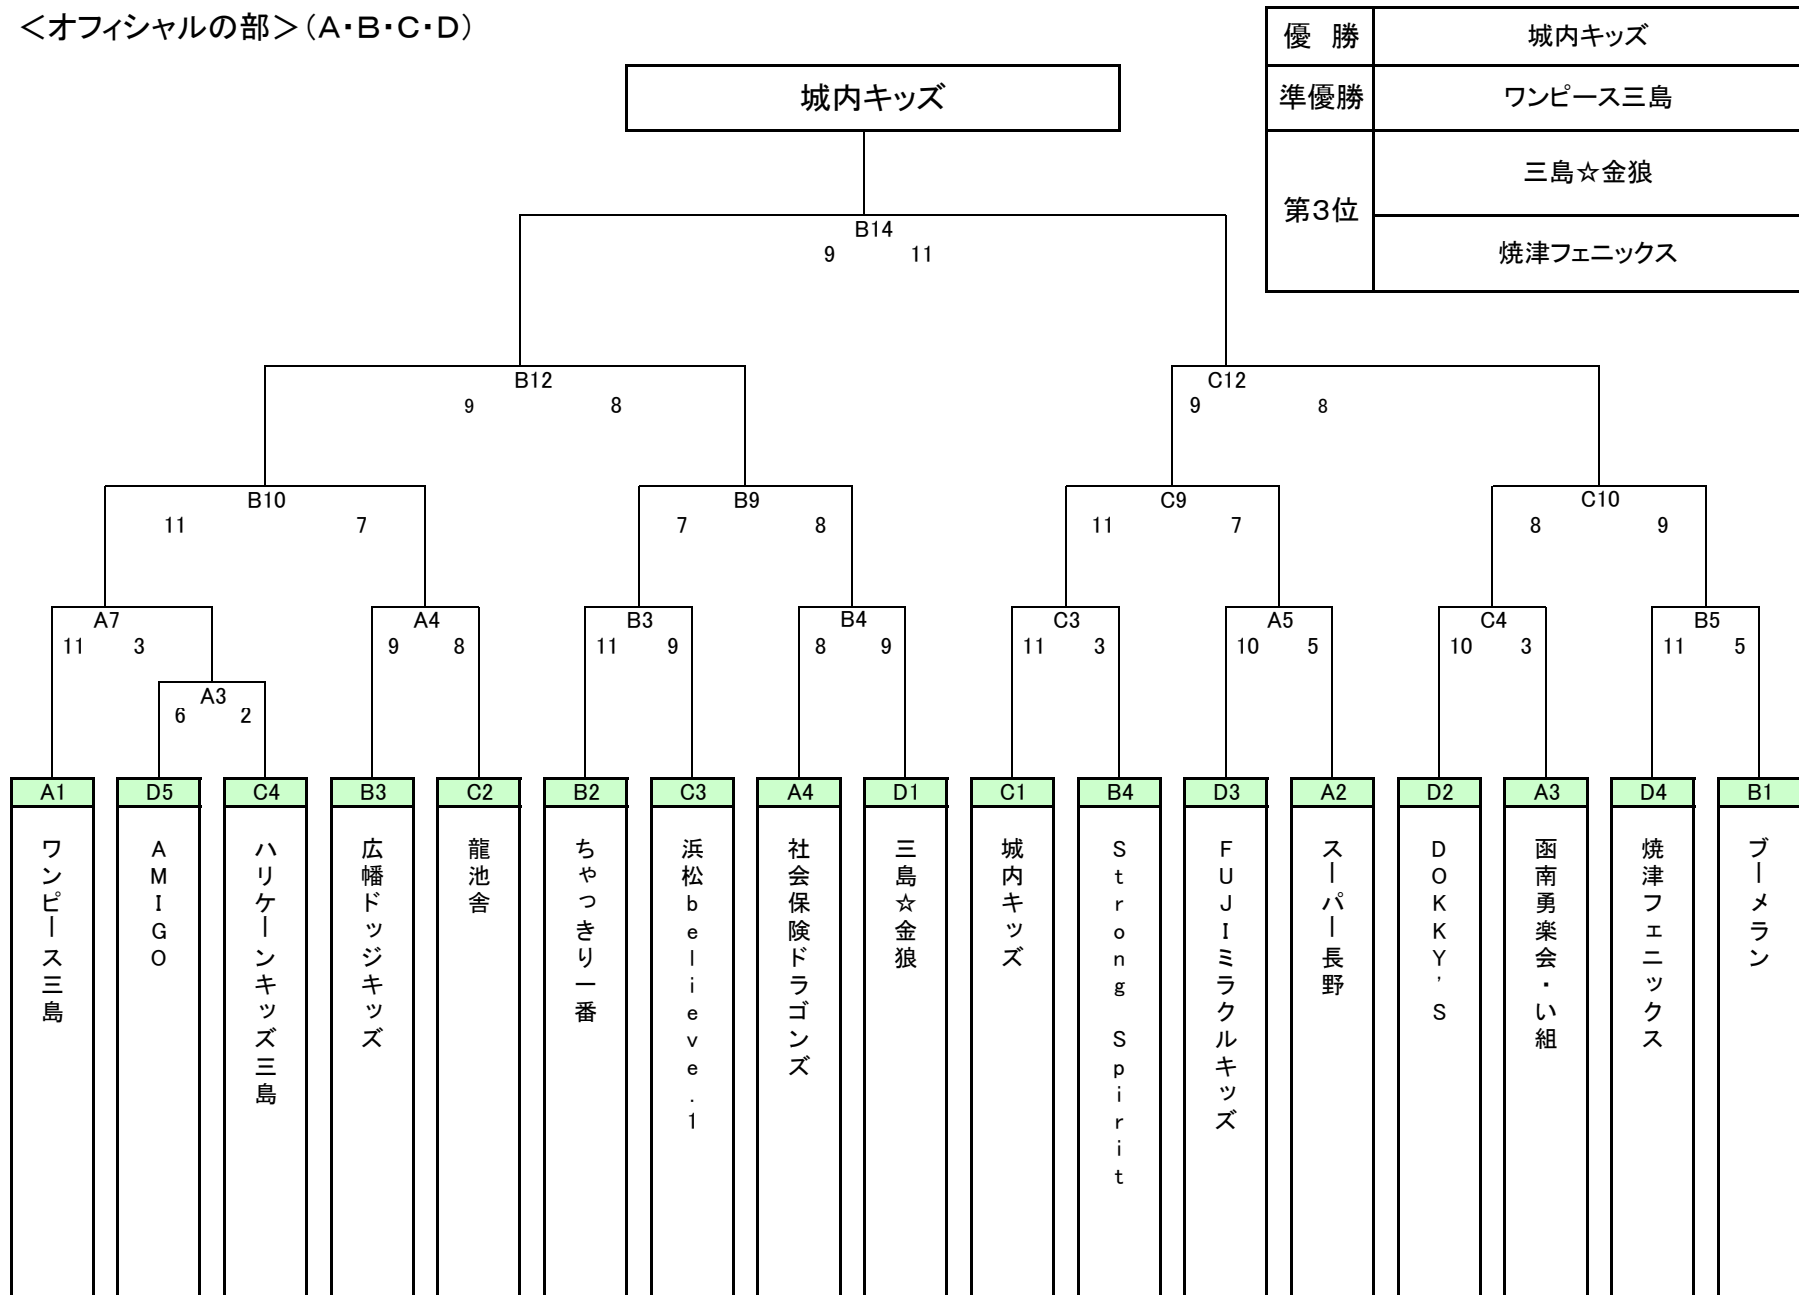 ＜オフィシャルの部＞（A・B・C・D）
優　勝
城内キッズ
準優勝
ワンピース三島
第3位
三島☆金狼
焼津フェニックス
城内キッズ
B14
9 11
B12 C12
9 8 9 8
B10 B9 C9 C10
11 7 7 8 11 7 8 9
A7 A4 B3 B4 C3 A5 C4 B5
11 3 9 8 11 9 8 9 11 3 10 5 10 3 11 5
A3
6 2
A1 D5 C4 B3 C2 B2 C3 A4 D1 C1 B4 D3 A2 D2 A3 D4 B1
ワンピース三島
AMIGO
ハリケーンキッズ三島
広幡ドッジキッズ
龍池舎
ちゃっきり一番
浜松believe.1
社会保険ドラゴンズ
三島☆金狼
城内キッズ
Strong Spirit
FUJIミラクルキッズ
スーパー長野
DOKKY'S
函南勇楽会・い組
焼津フェニックス
ブーメラン